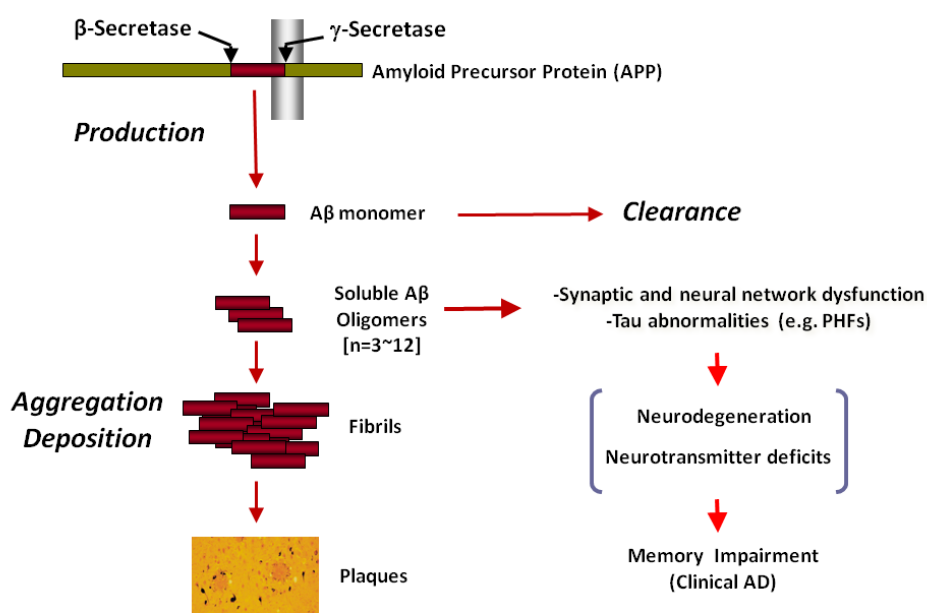 β-Secretase
γ-Secretase
Amyloid Precursor Protein (APP)
Production
Aβ monomer
Clearance
Soluble Aβ
Oligomers
[n=3~12]
-Synaptic and neural network dysfunction
-Tau abnormalities (e.g. PHFs)
Aggregation
Deposition
Fibrils
Neurodegeneration
Neurotransmitter deficits
Plaques
Memory Impairment
(Clinical AD)